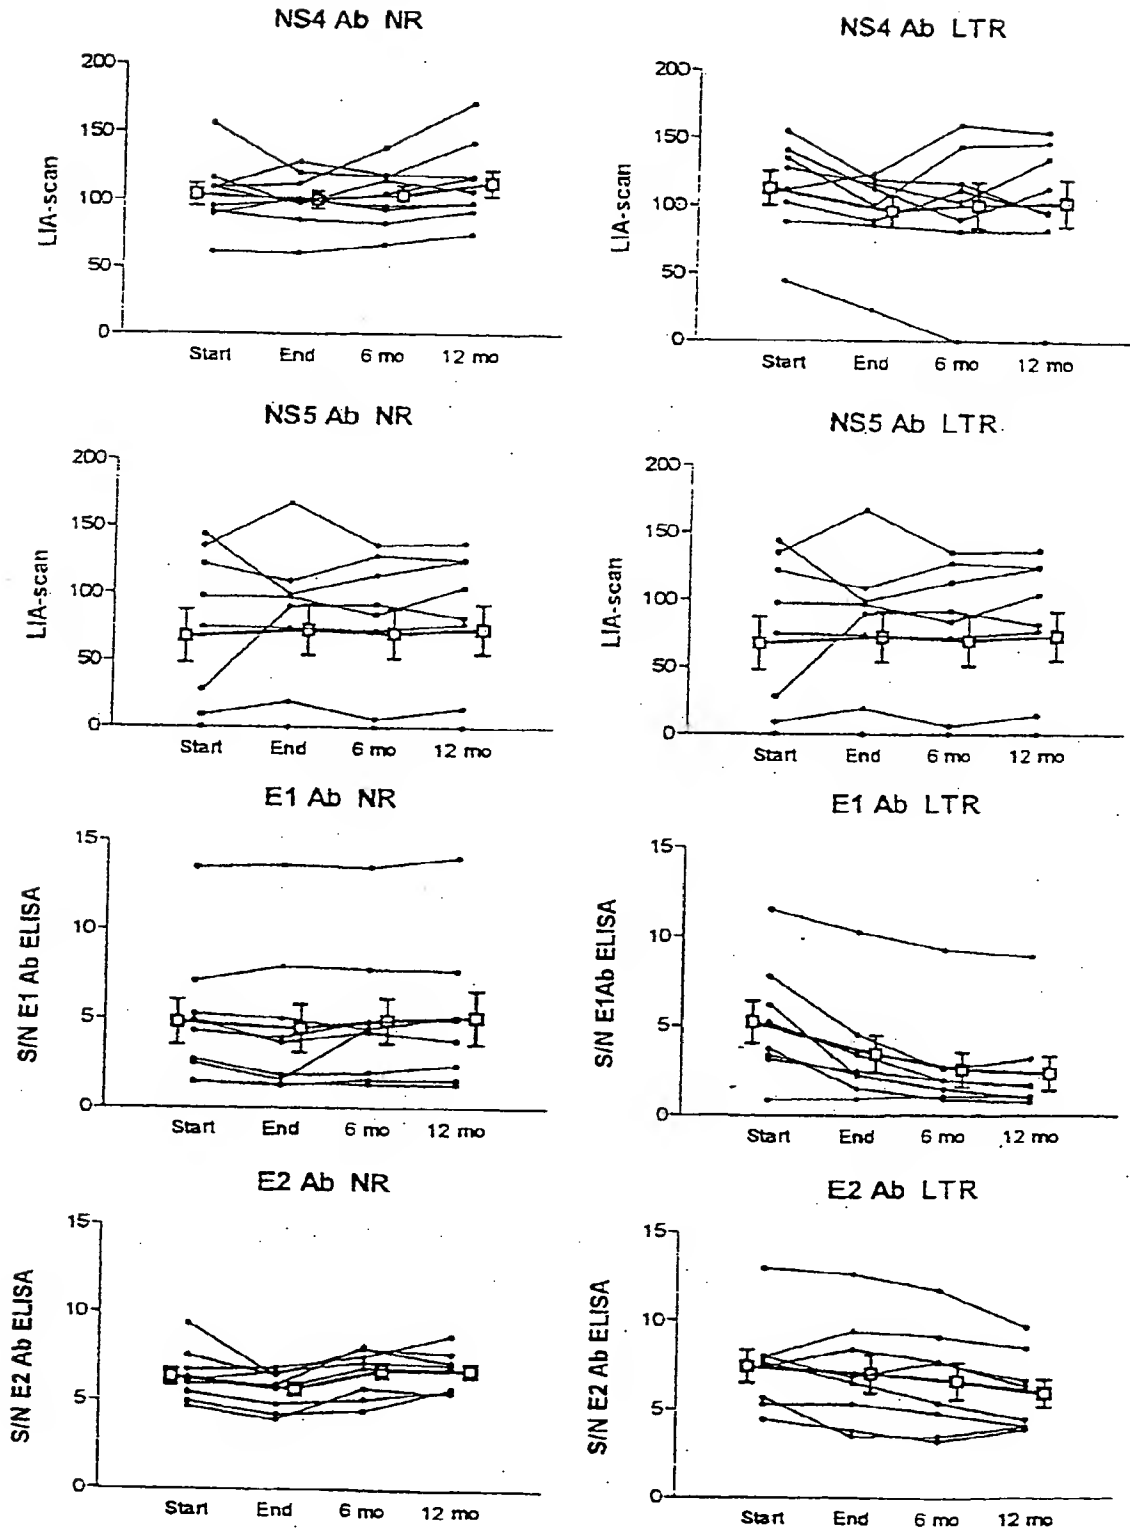 NS4 Ab NR
200
150
100
50
0
LIA-scan
Start End 6 mo 12 mo
NS4 Ab LTR
200
150
100
50
0
LIA-scan
Start End 6 mo 12 mo
NS5 Ab NR
200
150
100
50
0
LIA-scan
Start End 6 mo 12 mo
NS5 Ab LTR
200
150
100
50
0
LIA-scan
Start End 6 mo 12 mo
E1 Ab NR
15
10
5
0
S/N E1 Ab ELISA
Start End 6 mo 12 mo
E1 Ab LTR
15
10
5
0
S/N E1Ab ELISA
Start End 6 mo 12 mo
E2 Ab NR
15
10
5
0
S/N E2 Ab ELISA
Start End 6 mo 12 mo
E2 Ab LTR
15
10
5
0
S/N E2 Ab ELISA
Start End 6 mo 12 mo